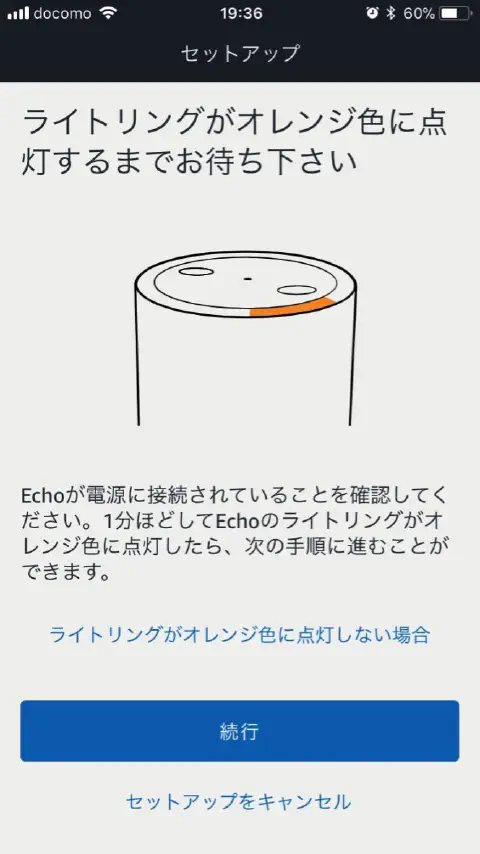 docomo 19:36 60%
セットアップ
ライトリングがオレンジ色に点
灯するまでお待ち下さい
Echoが電源に接続されていることを確認してく
ださい。1分ほどしてEchoのライトリングがオ
レンジ色に点灯したら、次の手順に進むことが
できます。
ライトリングがオレンジ色に点灯しない場合
続行
セットアップをキャンセル